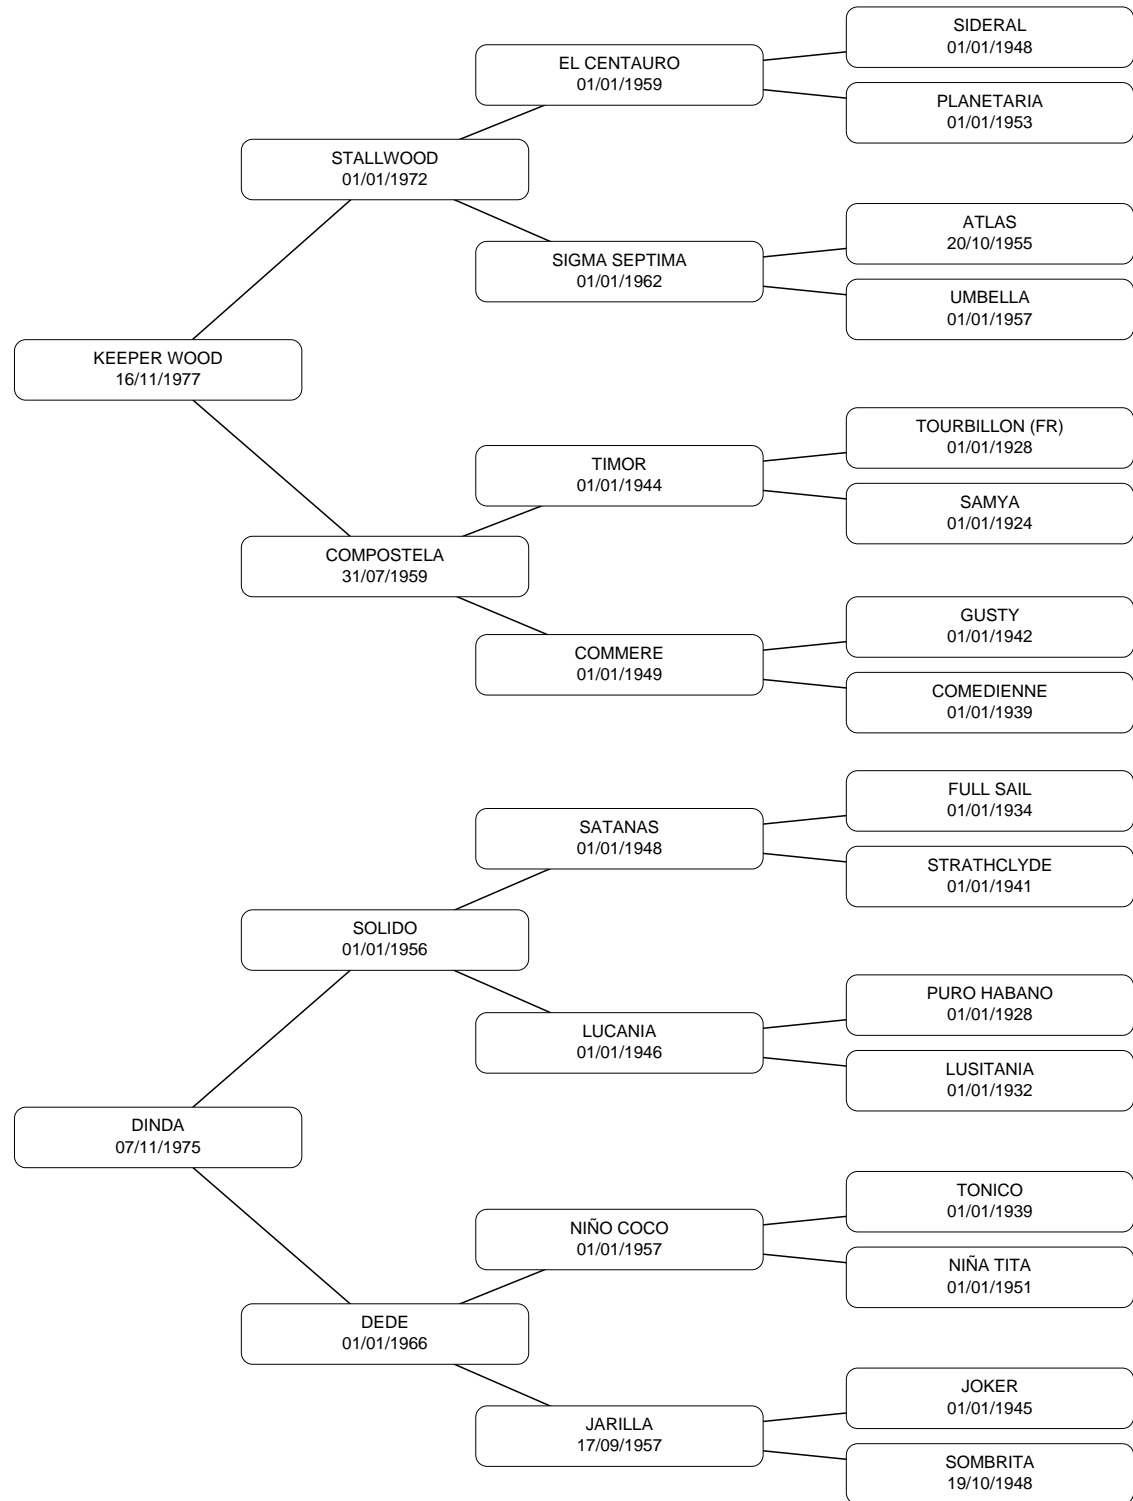 SIDERAL
01/01/1948
EL CENTAURO
01/01/1959
PLANETARIA
01/01/1953
STALLWOOD
01/01/1972
ATLAS
20/10/1955
SIGMA SEPTIMA
01/01/1962
UMBELLA
01/01/1957
KEEPER WOOD
16/11/1977
TOURBILLON (FR)
01/01/1928
TIMOR
01/01/1944
SAMYA
01/01/1924
COMPOSTELA
31/07/1959
GUSTY
01/01/1942
COMMERE
01/01/1949
COMEDIENNE
01/01/1939
FULL SAIL
01/01/1934
SATANAS
01/01/1948
STRATHCLYDE
01/01/1941
SOLIDO
01/01/1956
PURO HABANO
01/01/1928
LUCANIA
01/01/1946
LUSITANIA
01/01/1932
DINDA
07/11/1975
TONICO
01/01/1939
NIÑO COCO
01/01/1957
NIÑA TITA
01/01/1951
DEDE
01/01/1966
JOKER
01/01/1945
JARILLA
17/09/1957
SOMBRITA
19/10/1948